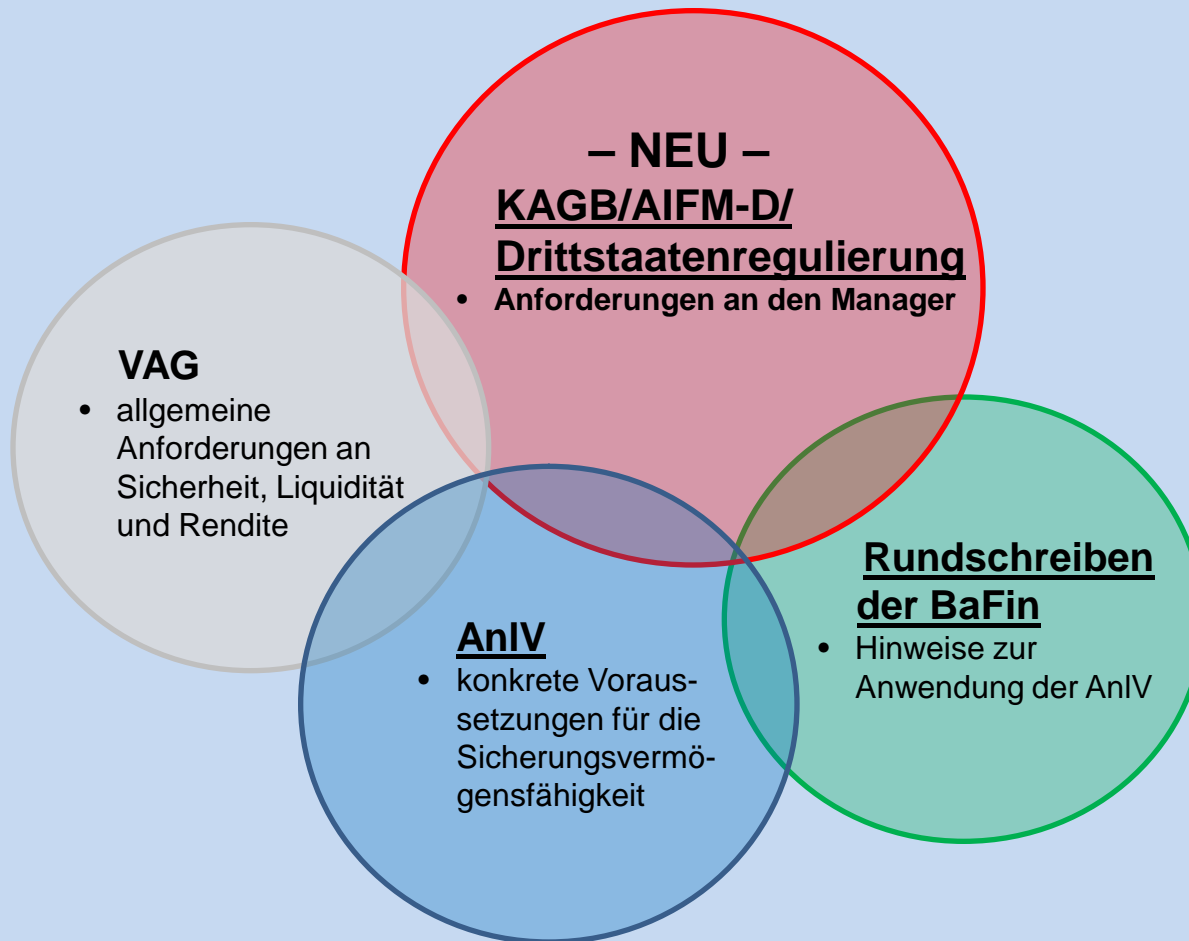 – NEU –
KAGB/AIFM-D/
Drittstaatenregulierung
• Anforderungen an den Manager
VAG
• allgemeine
Anforderungen an
Sicherheit, Liquidität
und Rendite
AnlV
• konkrete Voraus-
setzungen für die
Sicherungsvermö-
gensfähigkeit
Rundschreiben
der BaFin
• Hinweise zur
Anwendung der AnlV